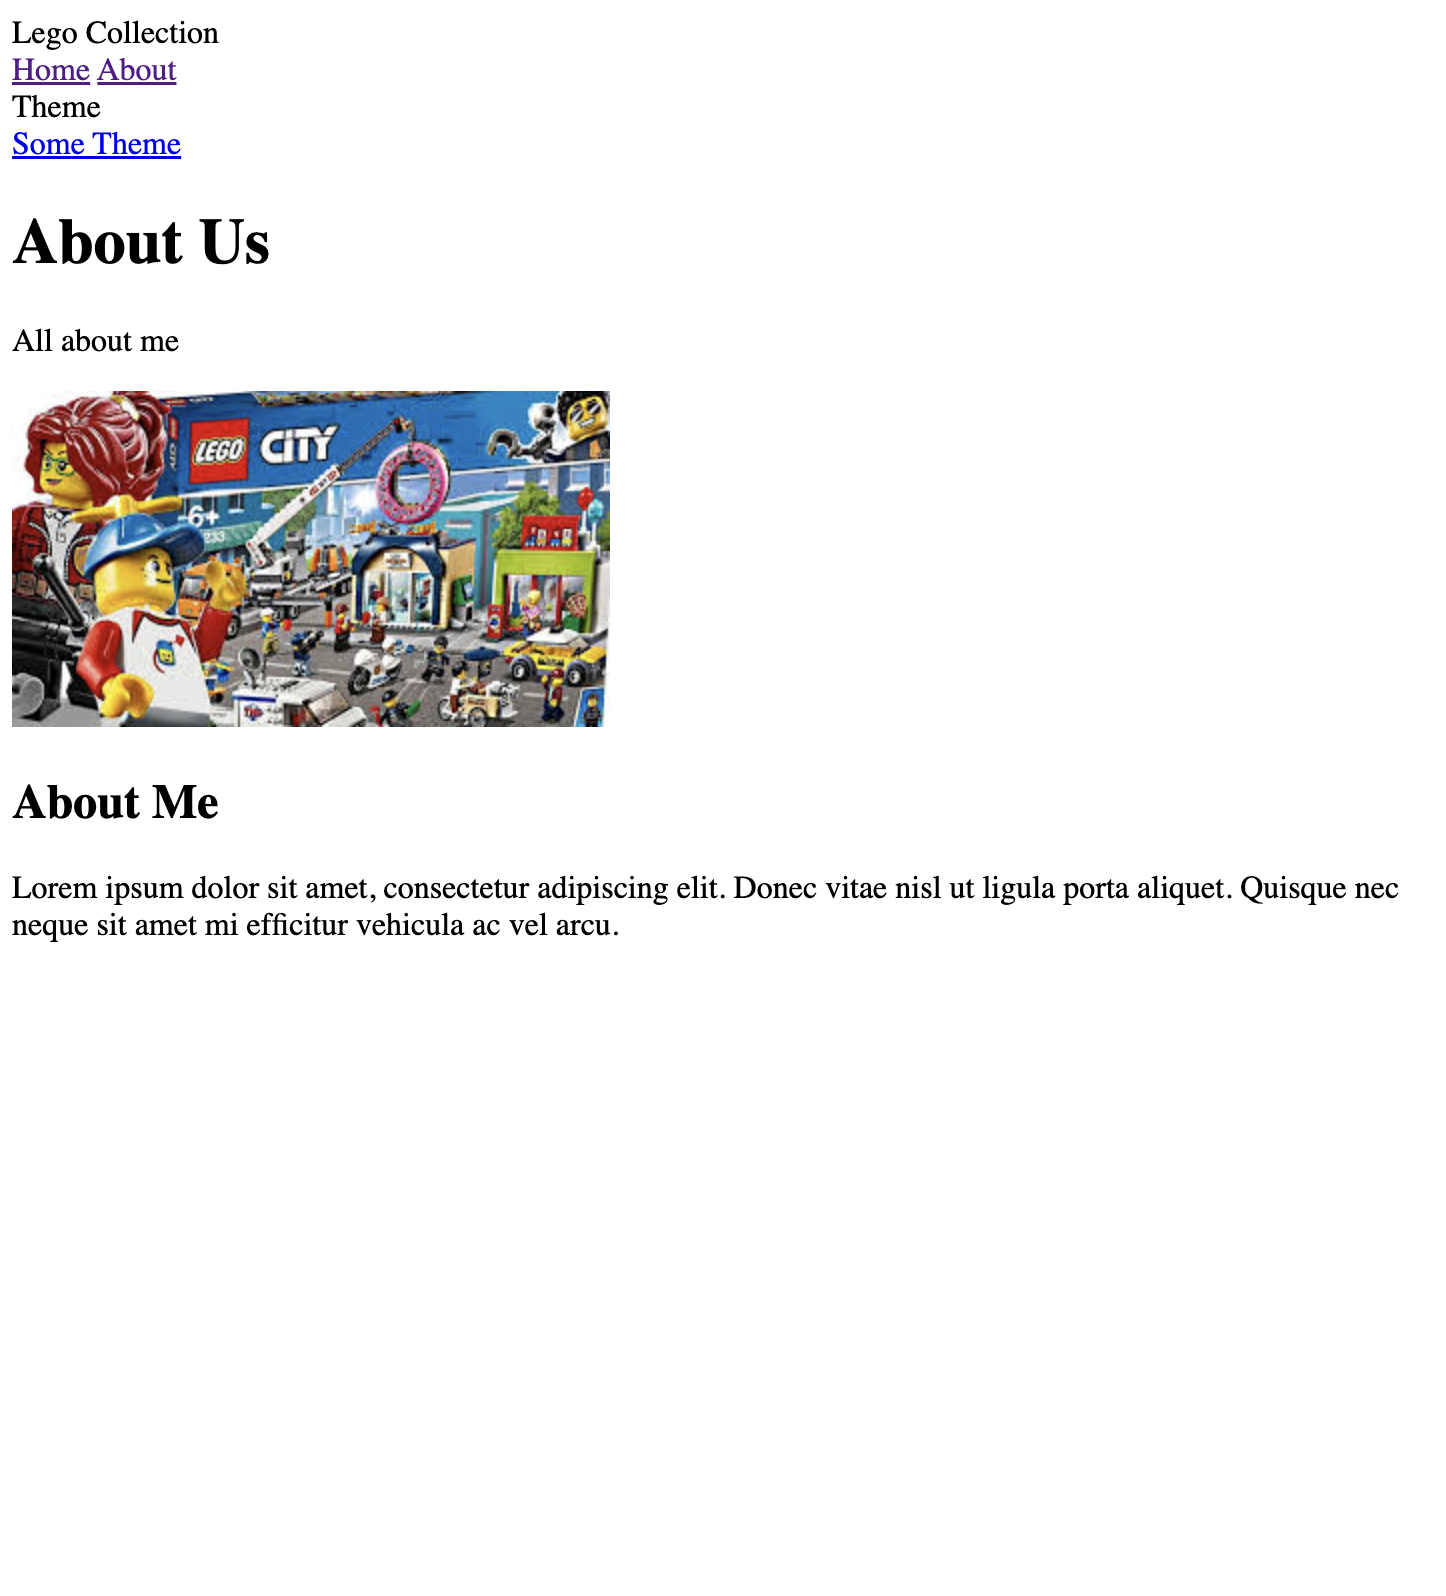 Lego Collection
Home About
Theme
Some Theme
About Us
All about me
LEGO CITY
6+
About Me
Lorem ipsum dolor sit amet, consectetur adipiscing elit. Donec vitae nisl ut ligula porta aliquet. Quisque nec
neque sit amet mi efficitur vehicula ac vel arcu.